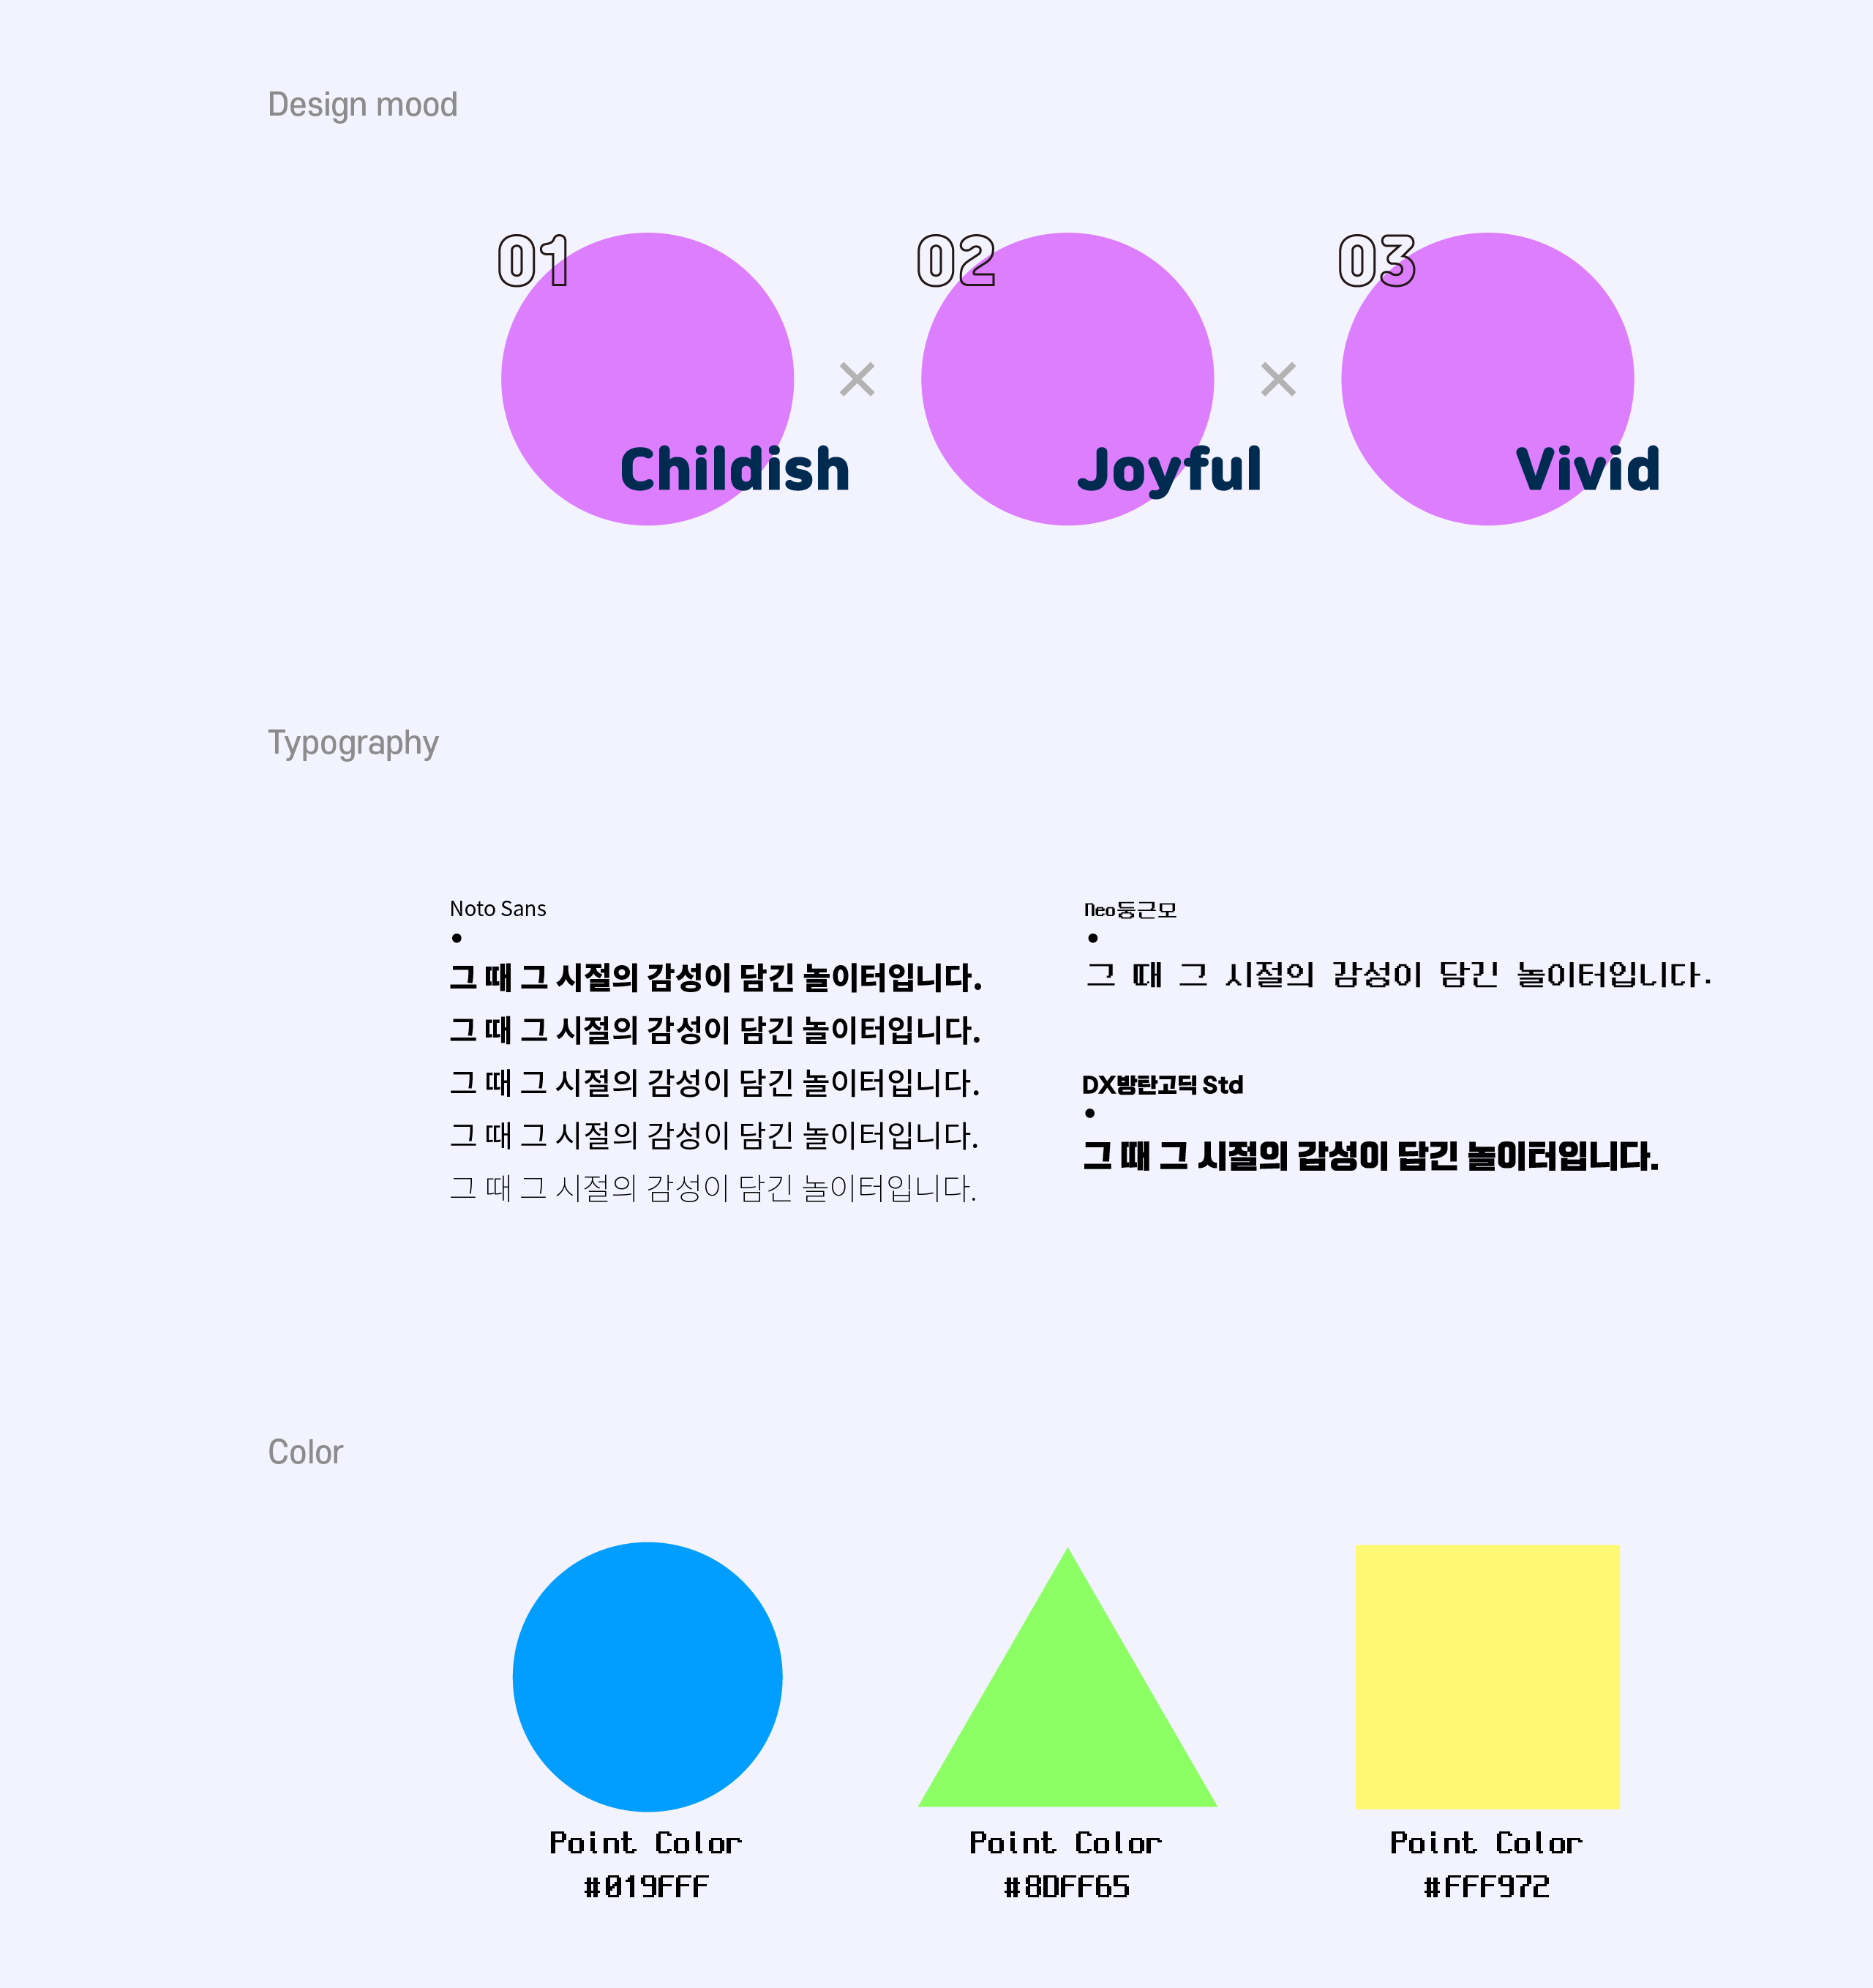 Design mood
01
02
03
×
×
Childish
Joyful
Vivid
Typography
Noto Sans
그 때 그 시절의 감성이 담긴 놀이터입니다.
그 때 그 시절의 감성이 담긴 놀이터입니다.
그 때 그 시절의 감성이 담긴 놀이터입니다.
그 때 그 시절의 감성이 담긴 놀이터입니다.
그 때 그 시절의 감성이 담긴 놀이터입니다.
Neo둥근모
그 때 그 시절의 감성이 담긴 놀이터입니다.
DX방탄고딕 Std
그 때 그 시절의 감성이 담긴 놀이터입니다.
Color
Point Color
#019FFF
Point Color
#8DFF65
Point Color
#FFF972